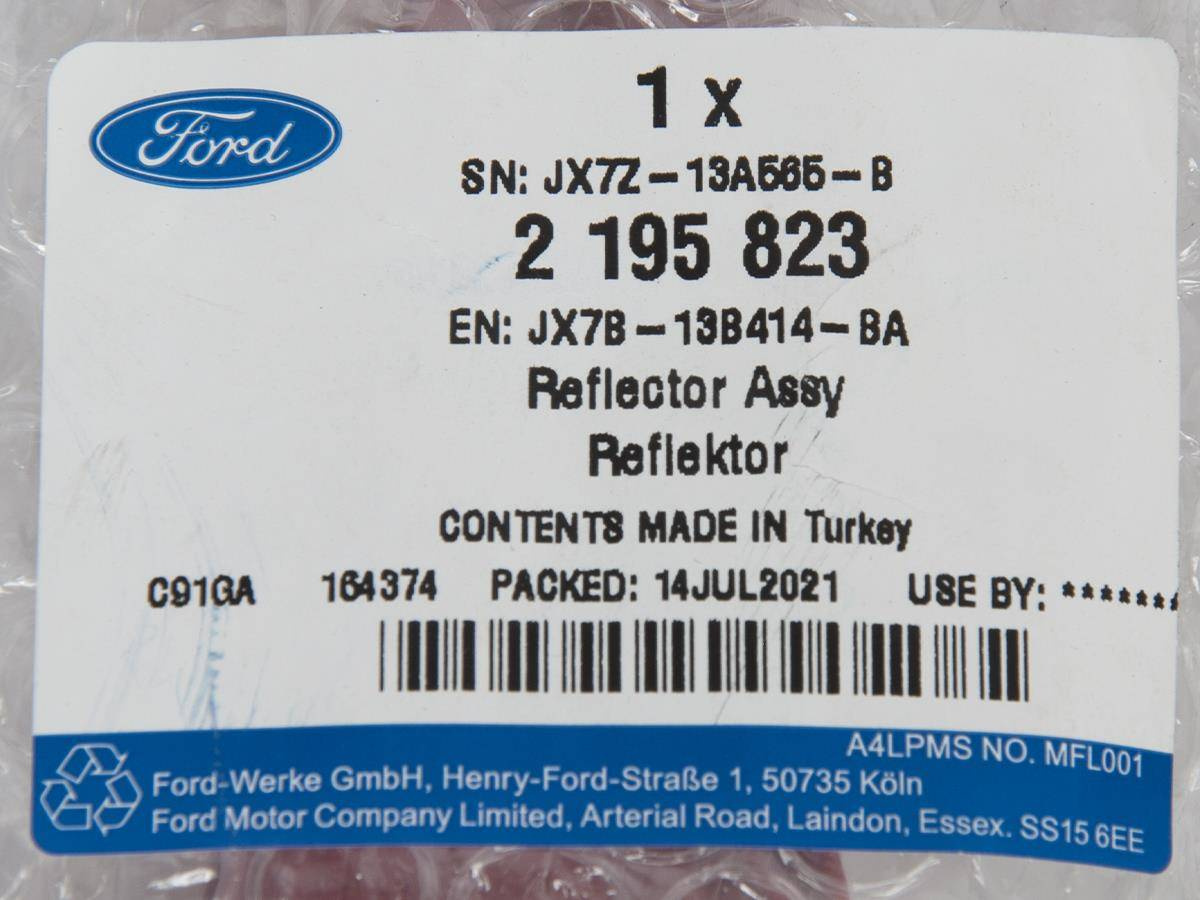 Ford
1 x
SN: JX7Z-13A565-B
2 195 823
EN: JX7B-13B414-BA
Reflector Assy
Reflektor
CONTENTS MADE IN Turkey
C91GA 164374 PACKED: 14JUL2021 USE BY: *******
A4LPMS NO. MFL001
Ford-Werke GmbH, Henry-Ford-Straße 1, 50735 Köln
Ford Motor Company Limited, Arterial Road, Laindon, Essex. SS15 6EE